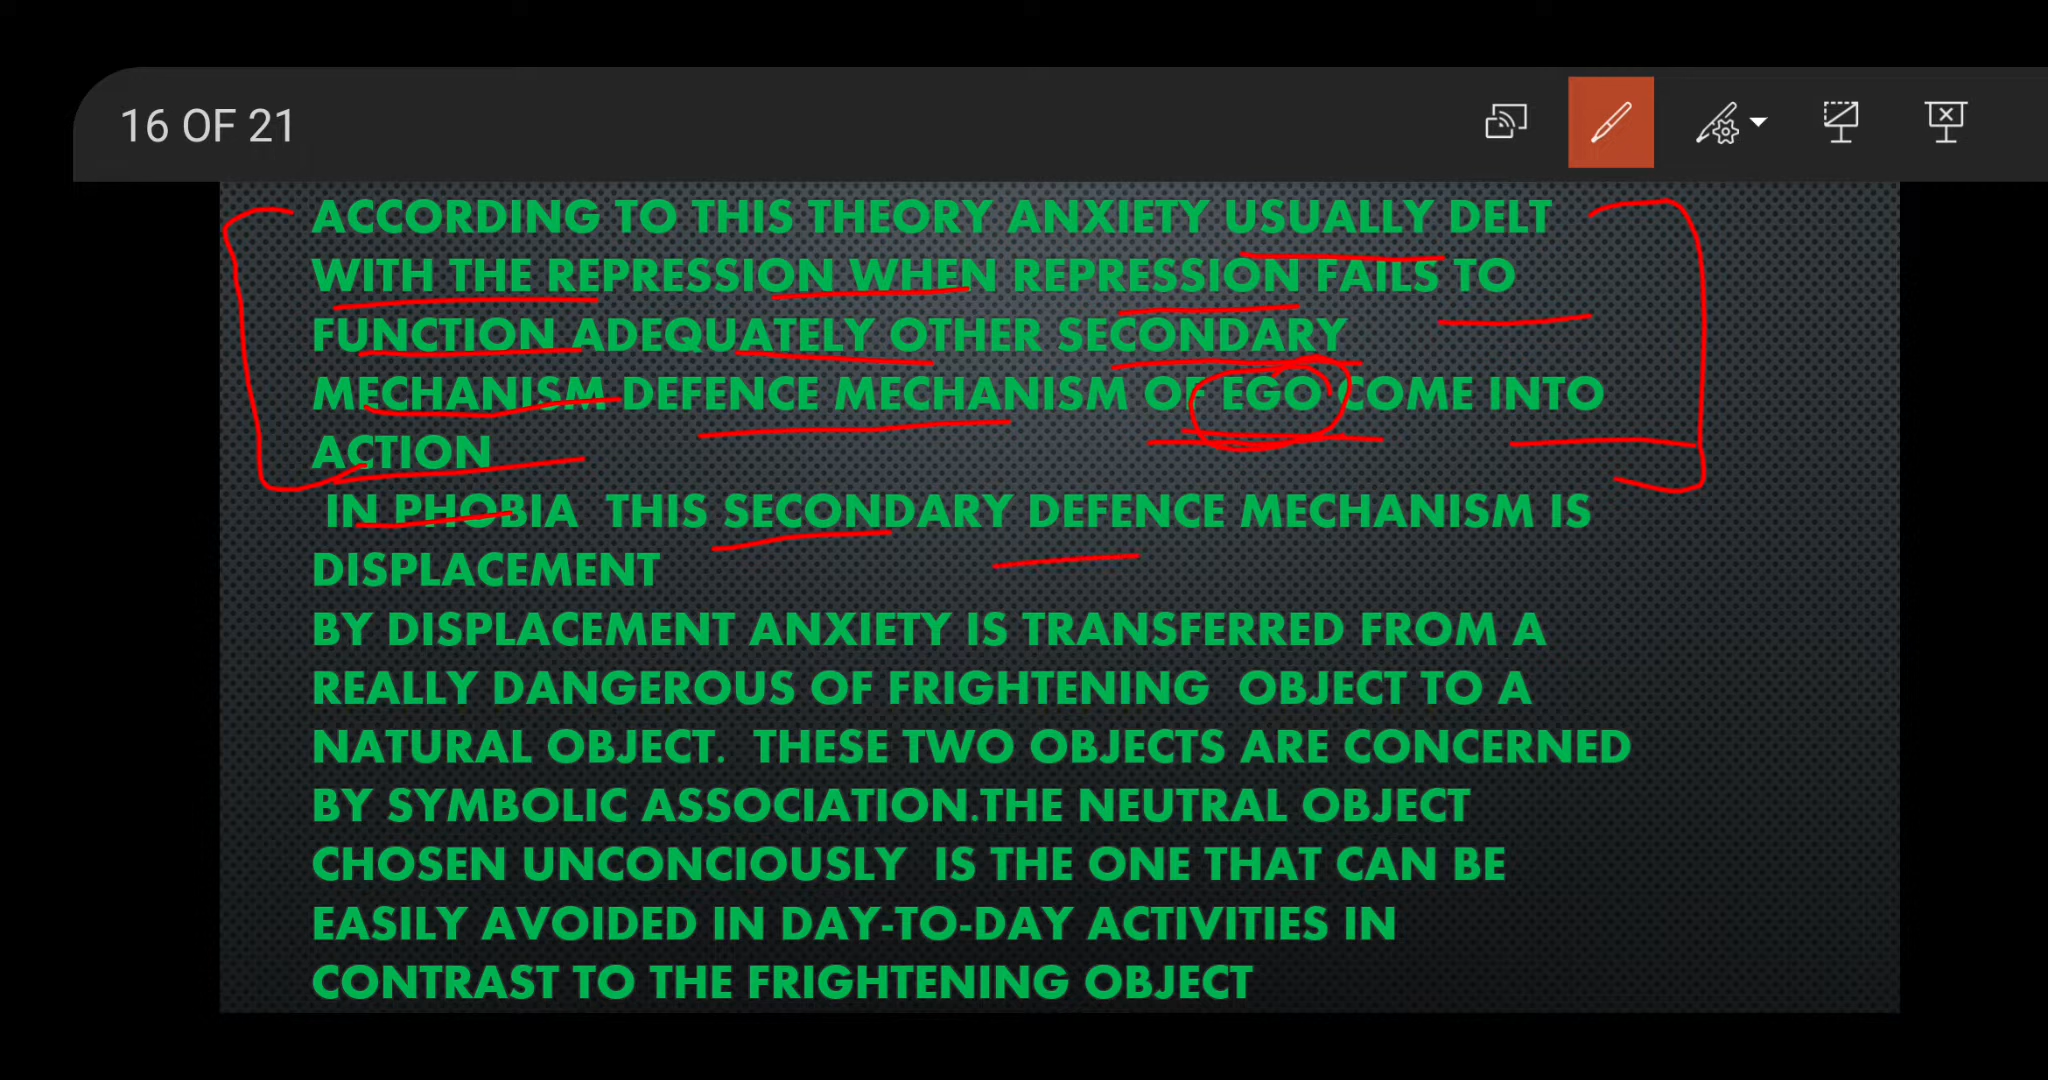 16 OF 21
ACCORDING TO THIS THEORY ANXIETY USUALLY DELT
WITH THE REPRESSION WHEN REPRESSION FAILS TO
FUNCTION ADEQUATELY OTHER SECONDARY
MECHANISM DEFENCE MECHANISM OF EGO COME INTO
ACTION
IN PHOBIA THIS SECONDARY DEFENCE MECHANISM IS
DISPLACEMENT
BY DISPLACEMENT ANXIETY IS TRANSFERRED FROM A
REALLY DANGEROUS OF FRIGHTENING OBJECT TO A
NATURAL OBJECT. THESE TWO OBJECTS ARE CONCERNED
BY SYMBOLIC ASSOCIATION.THE NEUTRAL OBJECT
CHOSEN UNCONCIOUSLY IS THE ONE THAT CAN BE
EASILY AVOIDED IN DAY-TO-DAY ACTIVITIES IN
CONTRAST TO THE FRIGHTENING OBJECT